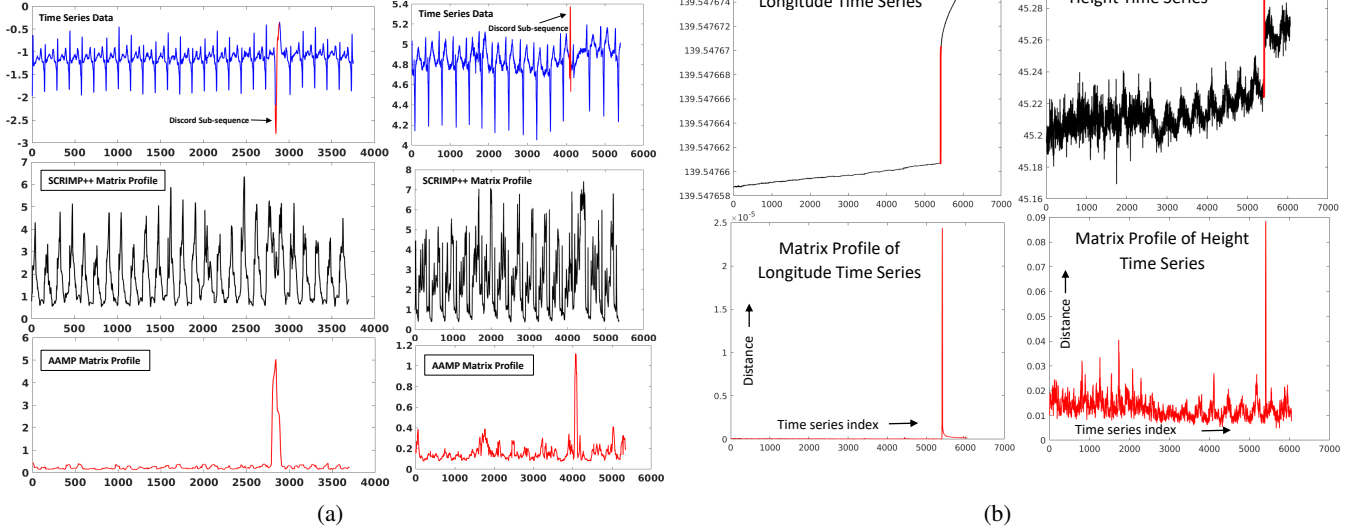 Time Series Data
Discord Sub-sequence
0
-0.5
-1
-1.5
-2
-2.5
-3
0 500 1000 1500 2000 2500 3000 3500 4000
SCRIMP++ Matrix Profile
7
6
5
4
3
2
1
0
0 500 1000 1500 2000 2500 3000 3500 4000
AAMP Matrix Profile
6
5
4
3
2
1
0
0 500 1000 1500 2000 2500 3000 3500 4000
Time Series Data
Discord Sub-sequence
5.4
5.2
5
4.8
4.6
4.4
4.2
4
0 1000 2000 3000 4000 5000 6000
SCRIMP++ Matrix Profile
8
7
6
5
4
3
2
1
0
0 1000 2000 3000 4000 5000 6000
AAMP Matrix Profile
1.2
1
0.8
0.6
0.4
0.2
0
0 1000 2000 3000 4000 5000 6000
(a)
Longitude Time Series
139.547674
139.54767
139.547668
139.547666
139.547664
139.547662
139.54766
139.547658
0 1000 2000 3000 4000 5000 6000 7000
Height Time Series
45.28
45.26
45.24
45.22
45.2
45.18
45.16
0 1000 2000 3000 4000 5000 6000 7000
×10^-5
Matrix Profile of
Longitude Time Series
2.5
2
1.5
1
0.5
0
Distance
Time series index
0 1000 2000 3000 4000 5000 6000 7000
Matrix Profile of Height
Time Series
0.09
0.08
0.07
0.06
0.05
0.04
0.03
0.02
0.01
0
Distance
Time series index
0 1000 2000 3000 4000 5000 6000 7000
(b)